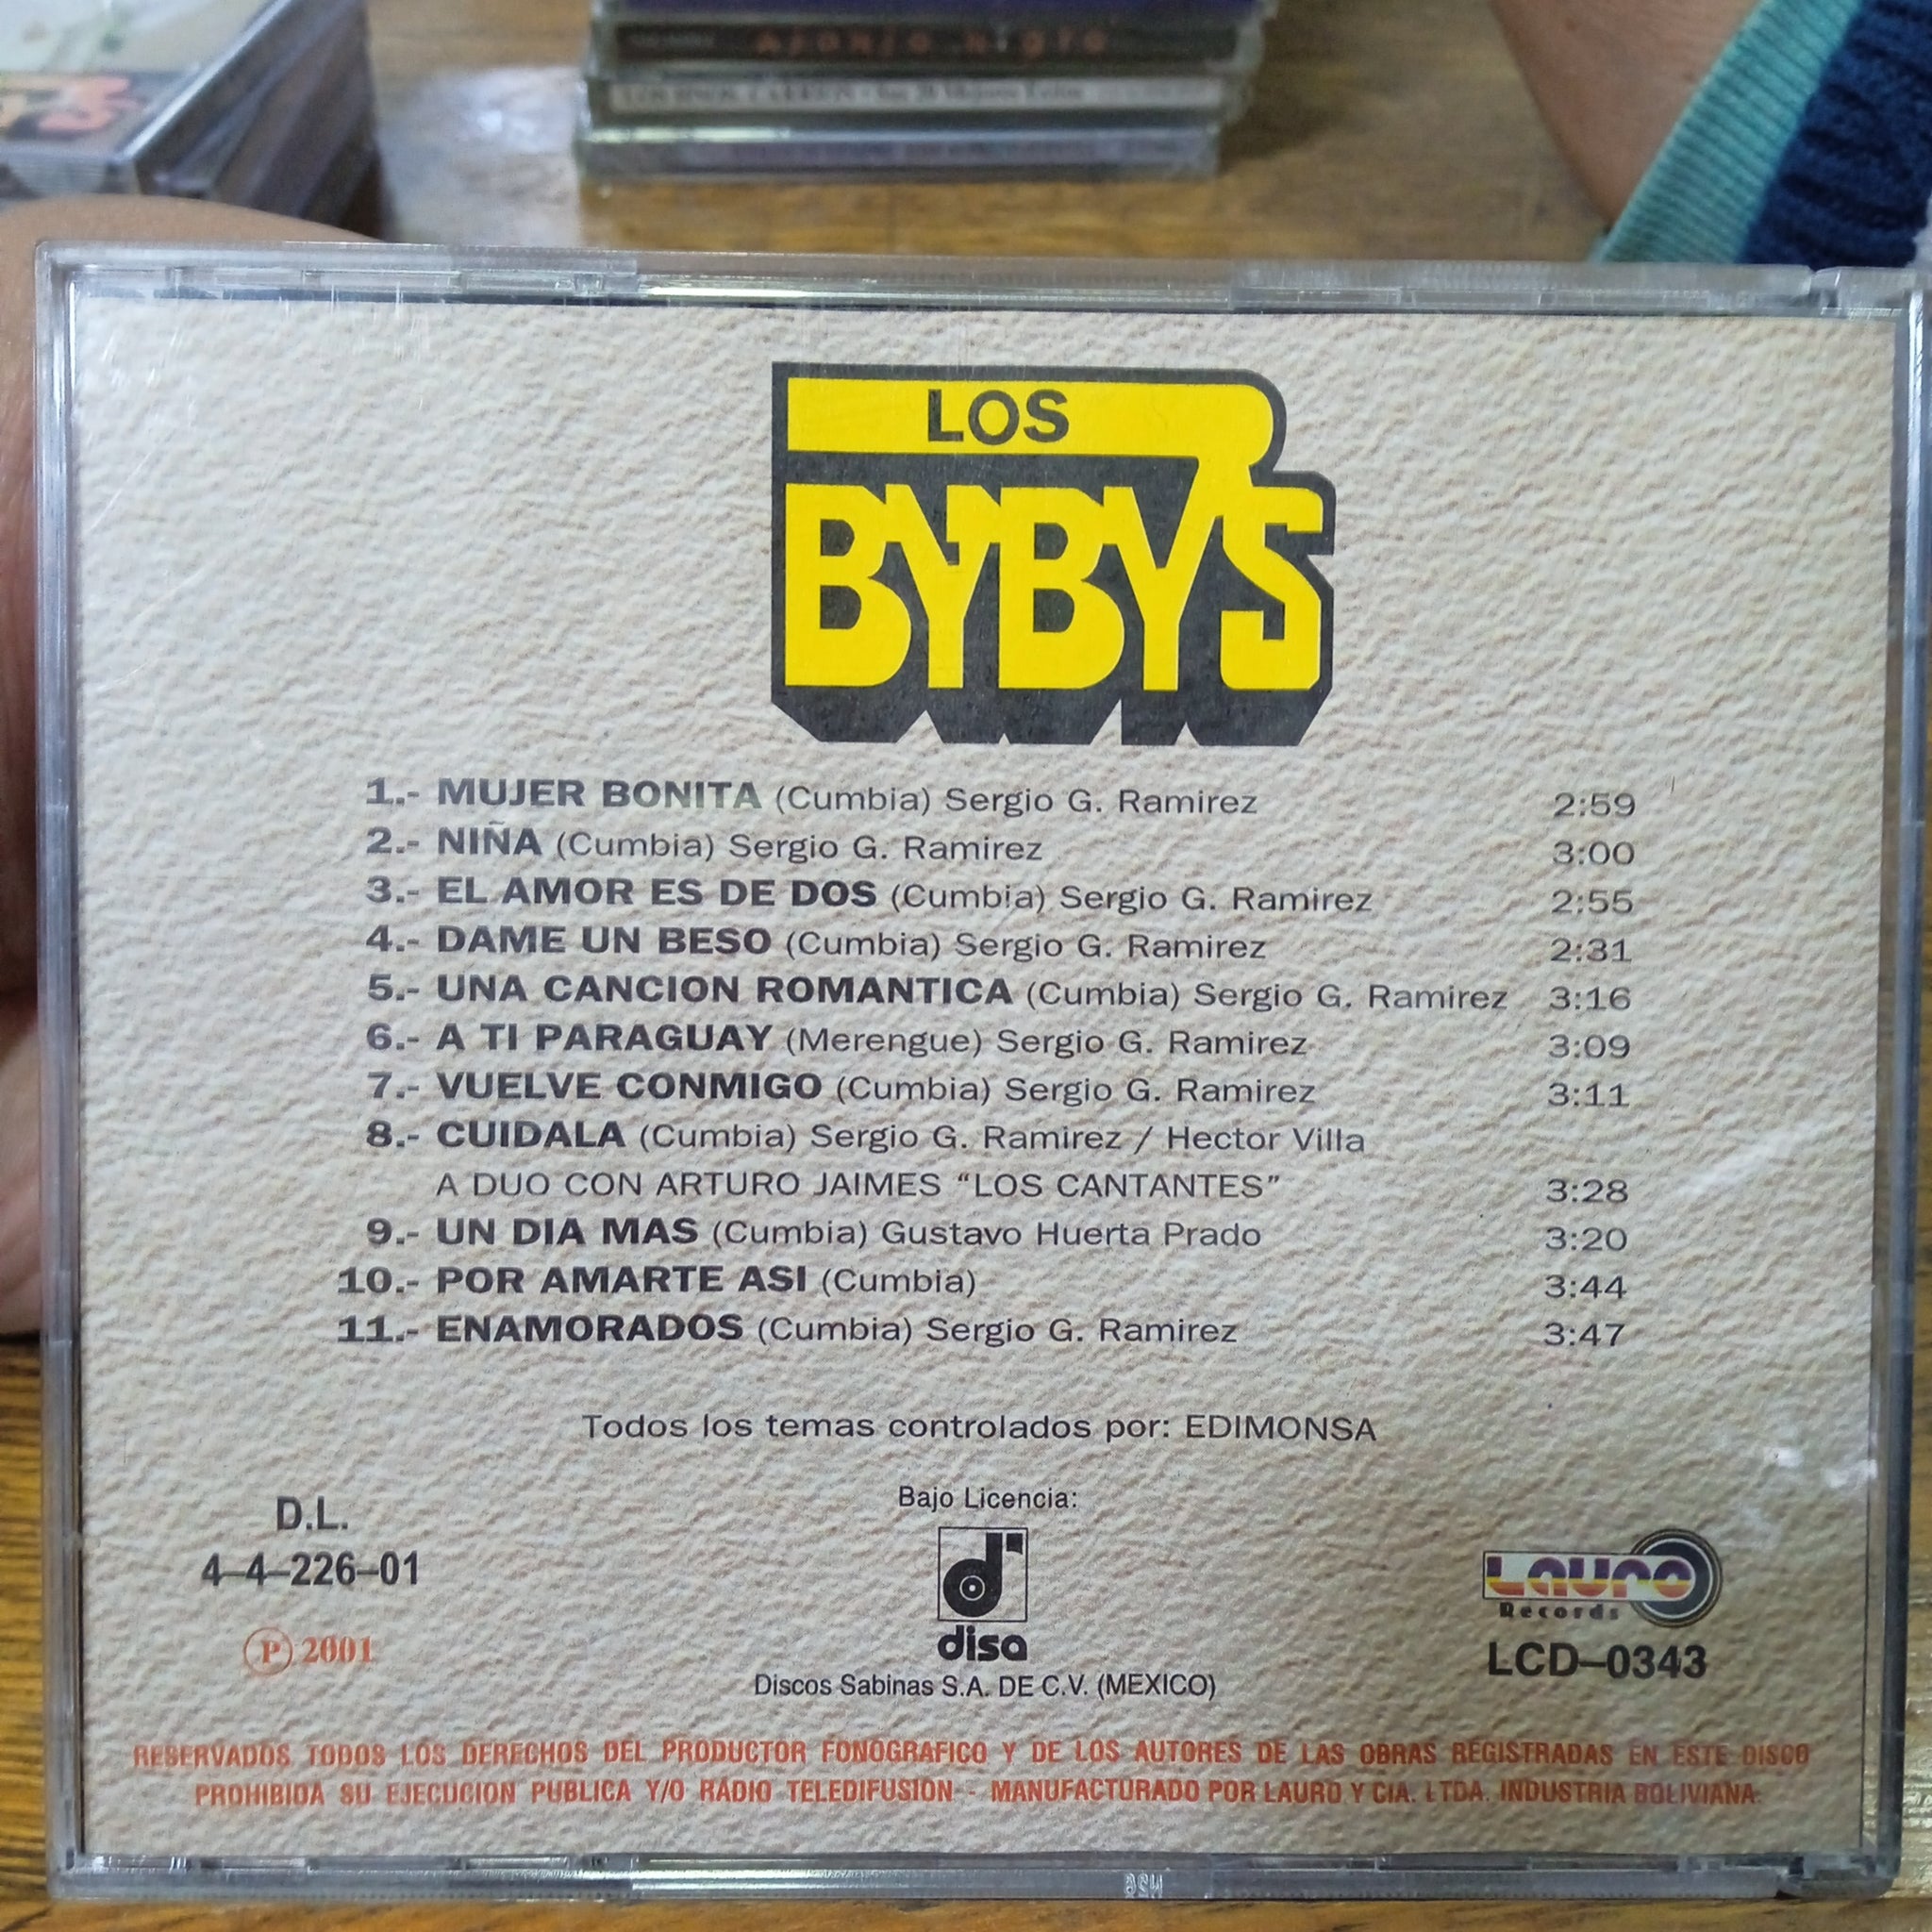 LOS
BYBY'S
1.- MUJER BONITA (Cumbia) Sergio G. Ramirez 2:59
2.- NIÑA (Cumbia) Sergio G. Ramirez 3:00
3.- EL AMOR ES DE DOS (Cumbia) Sergio G. Ramirez 2:55
4.- DAME UN BESO (Cumbia) Sergio G. Ramirez 2:31
5.- UNA CANCION ROMANTICA (Cumbia) Sergio G. Ramirez 3:16
6.- A TI PARAGUAY (Merengue) Sergio G. Ramirez 3:09
7.- VUELVE CONMIGO (Cumbia) Sergio G. Ramirez 3:11
8.- CUIDALA (Cumbia) Sergio G. Ramirez / Hector Villa
A DUO CON ARTURO JAIMES "LOS CANTANTES" 3:28
9.- UN DIA MAS (Cumbia) Gustavo Huerta Prado 3:20
10.- POR AMARTE ASI (Cumbia) 3:44
11.- ENAMORADOS (Cumbia) Sergio G. Ramirez 3:47
Todos los temas controlados por: EDIMONSA
D.L.
4-4-226-01
Ⓟ 2001
Bajo Licencia:
d
disa
Discos Sabinas S.A. DE C.V. (MEXICO)
Lauro
Records
LCD-0343
RESERVADOS TODOS LOS DERECHOS DEL PRODUCTOR FONOGRAFICO Y DE LOS AUTORES DE LAS OBRAS REGISTRADAS EN ESTE DISCO
PROHIBIDA SU EJECUCION PUBLICA Y/O RADIO TELEDIFUSION - MANUFACTURADO POR LAURO Y CIA. LTDA. INDUSTRIA BOLIVIANA.